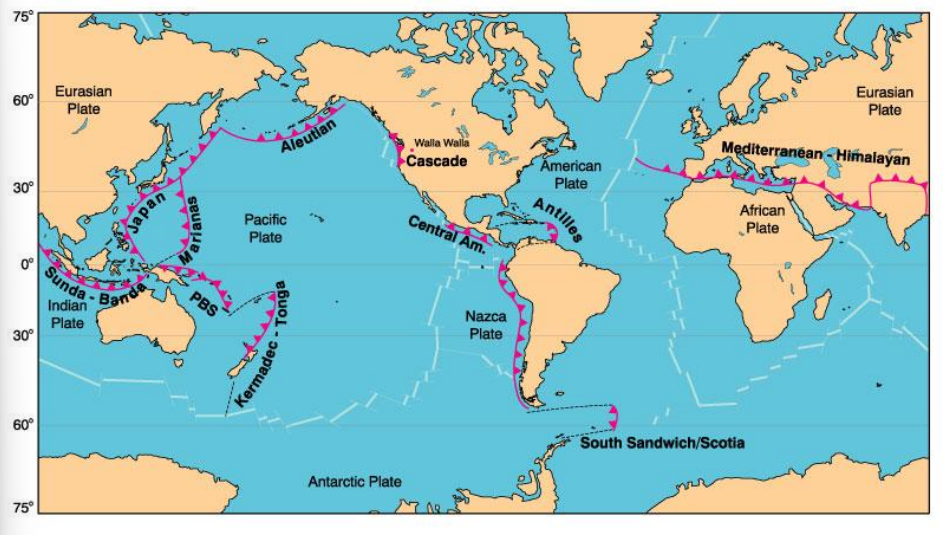 75°
60°
30°
0°
30°
60°
75°
Eurasian
Plate
Aleutian
Walla Walla
Cascade
American
Plate
Eurasian
Plate
Mediterranean - Himalayan
Japan
Marianas
Pacific
Plate
Central Am.
Antilles
African
Plate
Sunda - Banda
Indian
Plate
PBS
Kermadec - Tonga
Nazca
Plate
South Sandwich/Scotia
Antarctic Plate